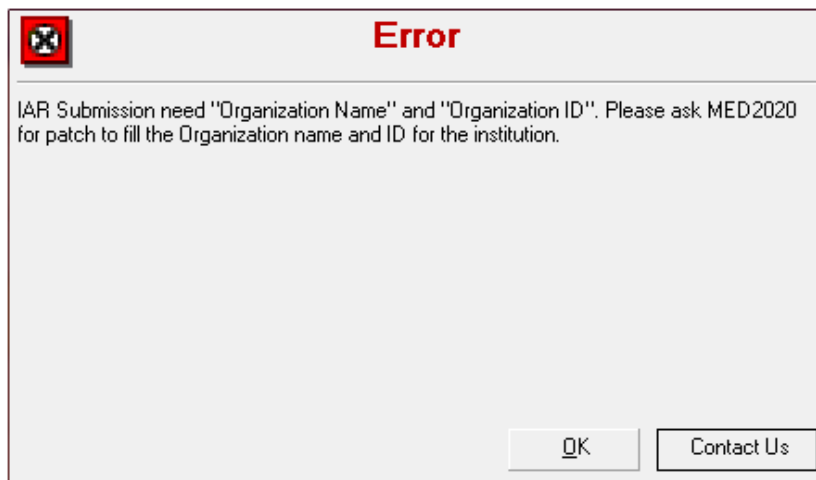 Error
IAR Submission need "Organization Name" and "Organization ID". Please ask MED2020
for patch to fill the Organization name and ID for the institution.
OK
Contact Us